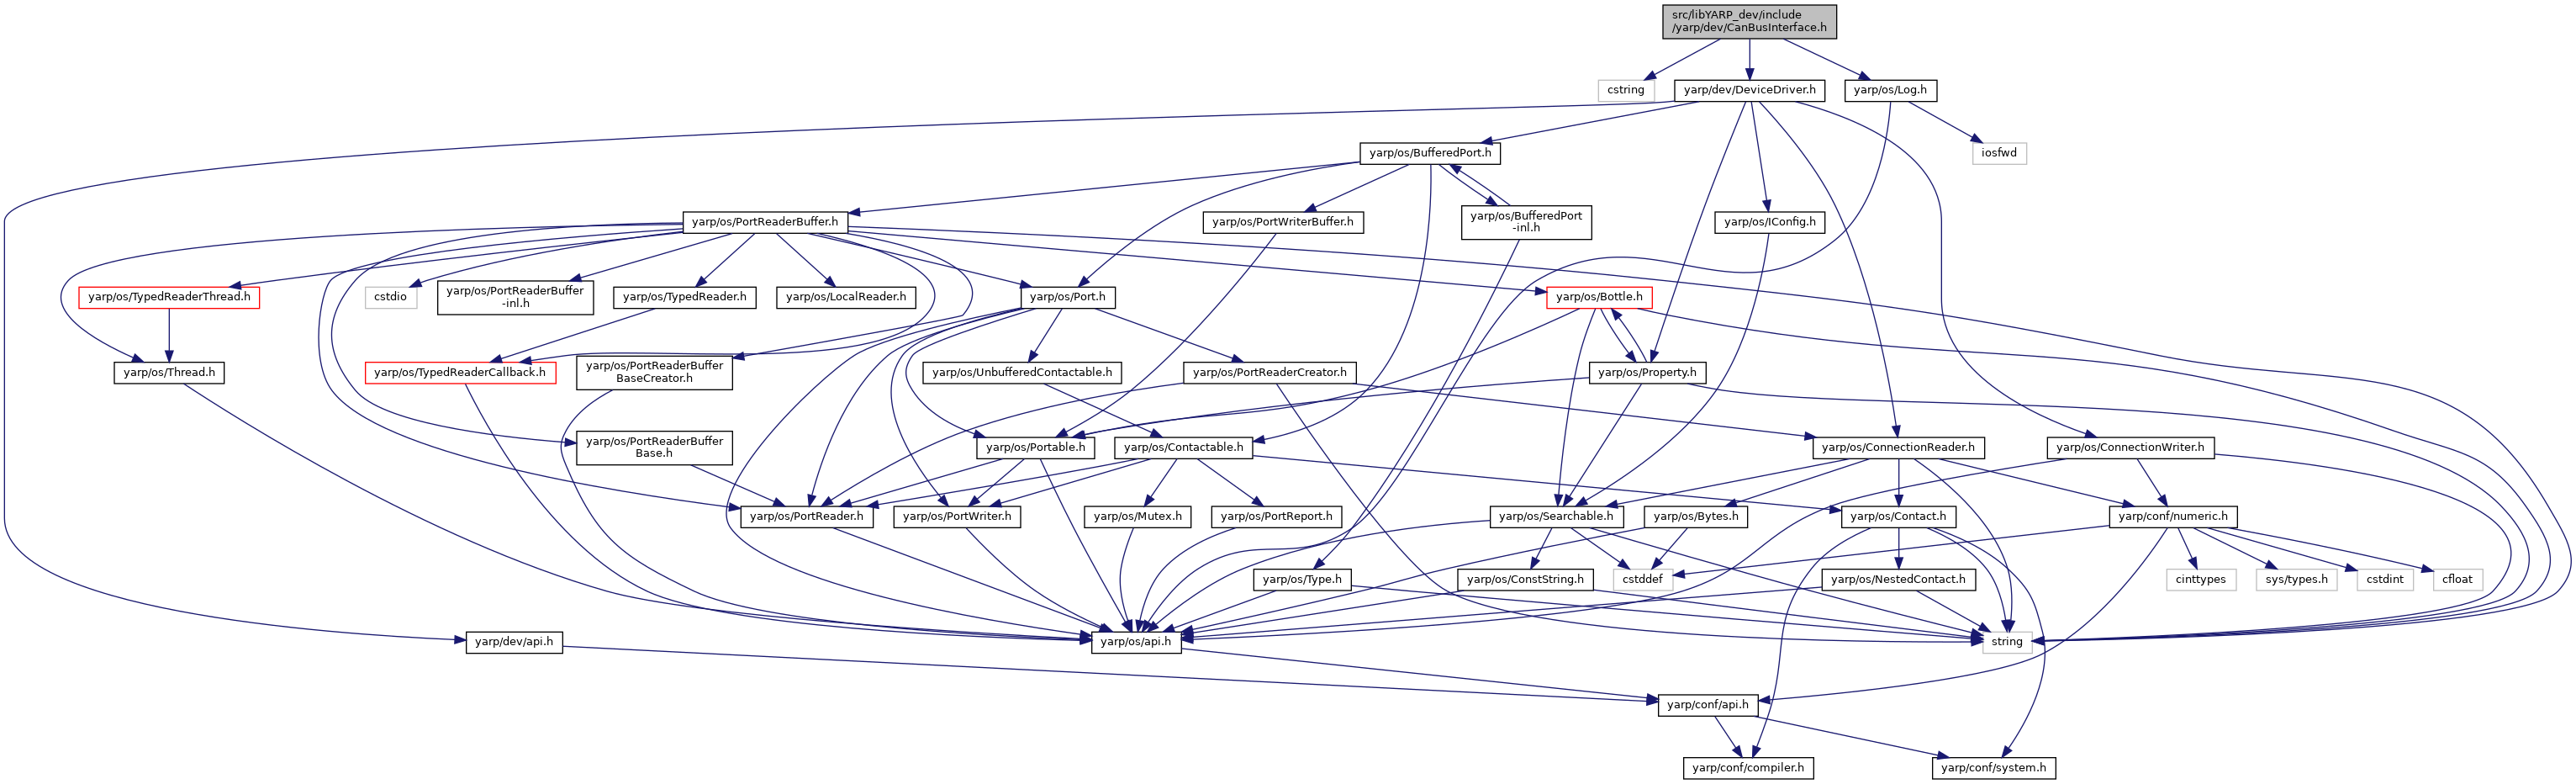 src/libYARP_dev/include
/yarp/dev/CanBusInterface.h
cstring
yarp/dev/DeviceDriver.h
yarp/os/Log.h
yarp/os/BufferedPort.h
iosfwd
yarp/os/PortReaderBuffer.h
yarp/os/PortWriterBuffer.h
yarp/os/BufferedPort
-inl.h
yarp/os/IConfig.h
yarp/os/TypedReaderThread.h
cstdio
yarp/os/PortReaderBuffer
-inl.h
yarp/os/TypedReader.h
yarp/os/LocalReader.h
yarp/os/Port.h
yarp/os/Bottle.h
yarp/os/Thread.h
yarp/os/TypedReaderCallback.h
yarp/os/PortReaderBuffer
BaseCreator.h
yarp/os/UnbufferedContactable.h
yarp/os/PortReaderCreator.h
yarp/os/Property.h
yarp/os/PortReaderBuffer
Base.h
yarp/os/Portable.h
yarp/os/Contactable.h
yarp/os/ConnectionReader.h
yarp/os/ConnectionWriter.h
yarp/os/PortReader.h
yarp/os/PortWriter.h
yarp/os/Mutex.h
yarp/os/PortReport.h
yarp/os/Searchable.h
yarp/os/Bytes.h
yarp/os/Contact.h
yarp/conf/numeric.h
yarp/os/Type.h
yarp/os/ConstString.h
cstddef
yarp/os/NestedContact.h
cinttypes
sys/types.h
cstdint
cfloat
yarp/dev/api.h
yarp/os/api.h
string
yarp/conf/api.h
yarp/conf/compiler.h
yarp/conf/system.h